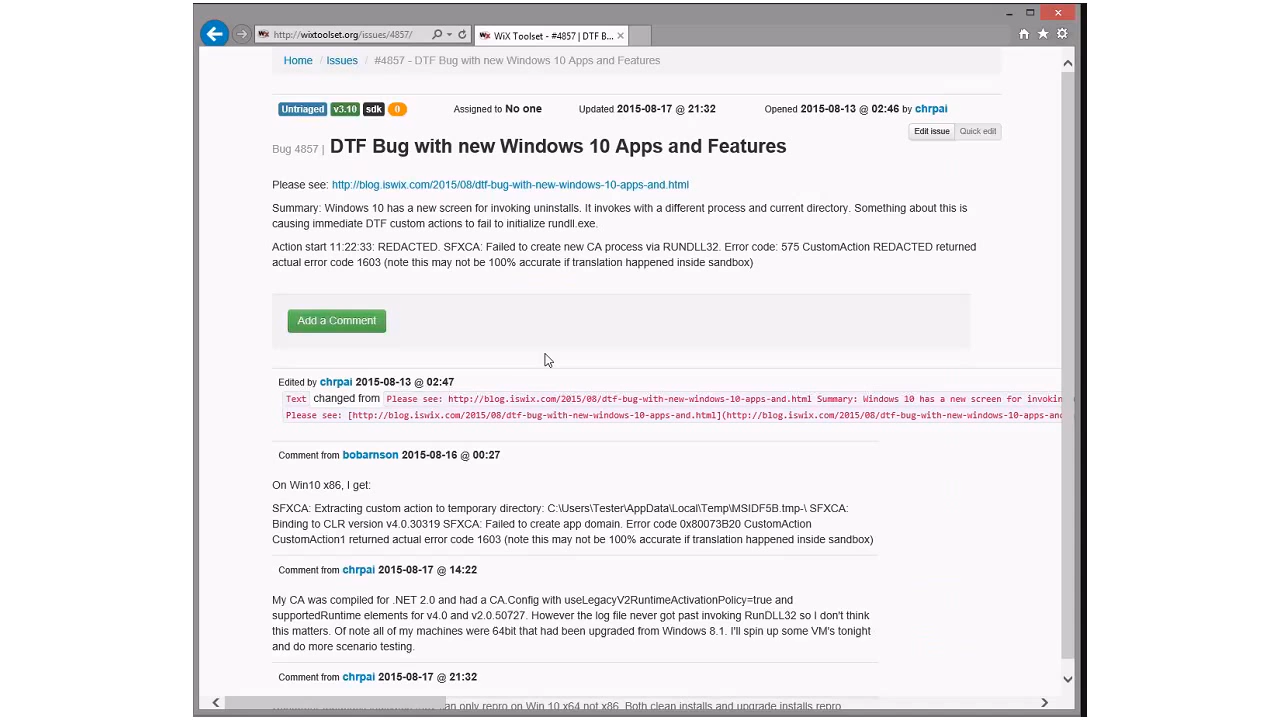 http://wixtoolset.org/issues/4857/
WiX Toolset - #4857 | DTF B...
Home / Issues / #4857 - DTF Bug with new Windows 10 Apps and Features
Untriaged v3.10 sdk 0 Assigned to No one Updated 2015-08-17 @ 21:32 Opened 2015-08-13 @ 02:46 by chrpai
Edit issue Quick edit
Bug 4857 | DTF Bug with new Windows 10 Apps and Features
Please see: http://blog.iswix.com/2015/08/dtf-bug-with-new-windows-10-apps-and.html
Summary: Windows 10 has a new screen for invoking uninstalls. It invokes with a different process and current directory. Something about this is
causing immediate DTF custom actions to fail to initialize rundll.exe.
Action start 11:22:33: REDACTED. SFXCA: Failed to create new CA process via RUNDLL32. Error code: 575 CustomAction REDACTED returned
actual error code 1603 (note this may not be 100% accurate if translation happened inside sandbox)
Add a Comment
Edited by chrpai 2015-08-13 @ 02:47
Text changed from Please see: http://blog.iswix.com/2015/08/dtf-bug-with-new-windows-10-apps-and.html Summary: Windows 10 has a new screen for invokin
Please see: [http://blog.iswix.com/2015/08/dtf-bug-with-new-windows-10-apps-and.html](http://blog.iswix.com/2015/08/dtf-bug-with-new-windows-10-apps-and
Comment from bobarnson 2015-08-16 @ 00:27
On Win10 x86, I get:
SFXCA: Extracting custom action to temporary directory: C:\Users\Tester\AppData\Local\Temp\MSIDF5B.tmp-\ SFXCA:
Binding to CLR version v4.0.30319 SFXCA: Failed to create app domain. Error code 0x80073B20 CustomAction
CustomAction1 returned actual error code 1603 (note this may not be 100% accurate if translation happened inside sandbox)
Comment from chrpai 2015-08-17 @ 14:22
My CA was compiled for .NET 2.0 and had a CA.Config with useLegacyV2RuntimeActivationPolicy=true and
supportedRuntime elements for v4.0 and v2.0.50727. However the log file never got past invoking RunDLL32 so I don't think
this matters. Of note all of my machines were 64bit that had been upgraded from Windows 8.1. I'll spin up some VM's tonight
and do more scenario testing.
Comment from chrpai 2015-08-17 @ 21:32
can only repro on Win 10 x64 not x86. Both clean installs and upgrade installs repro